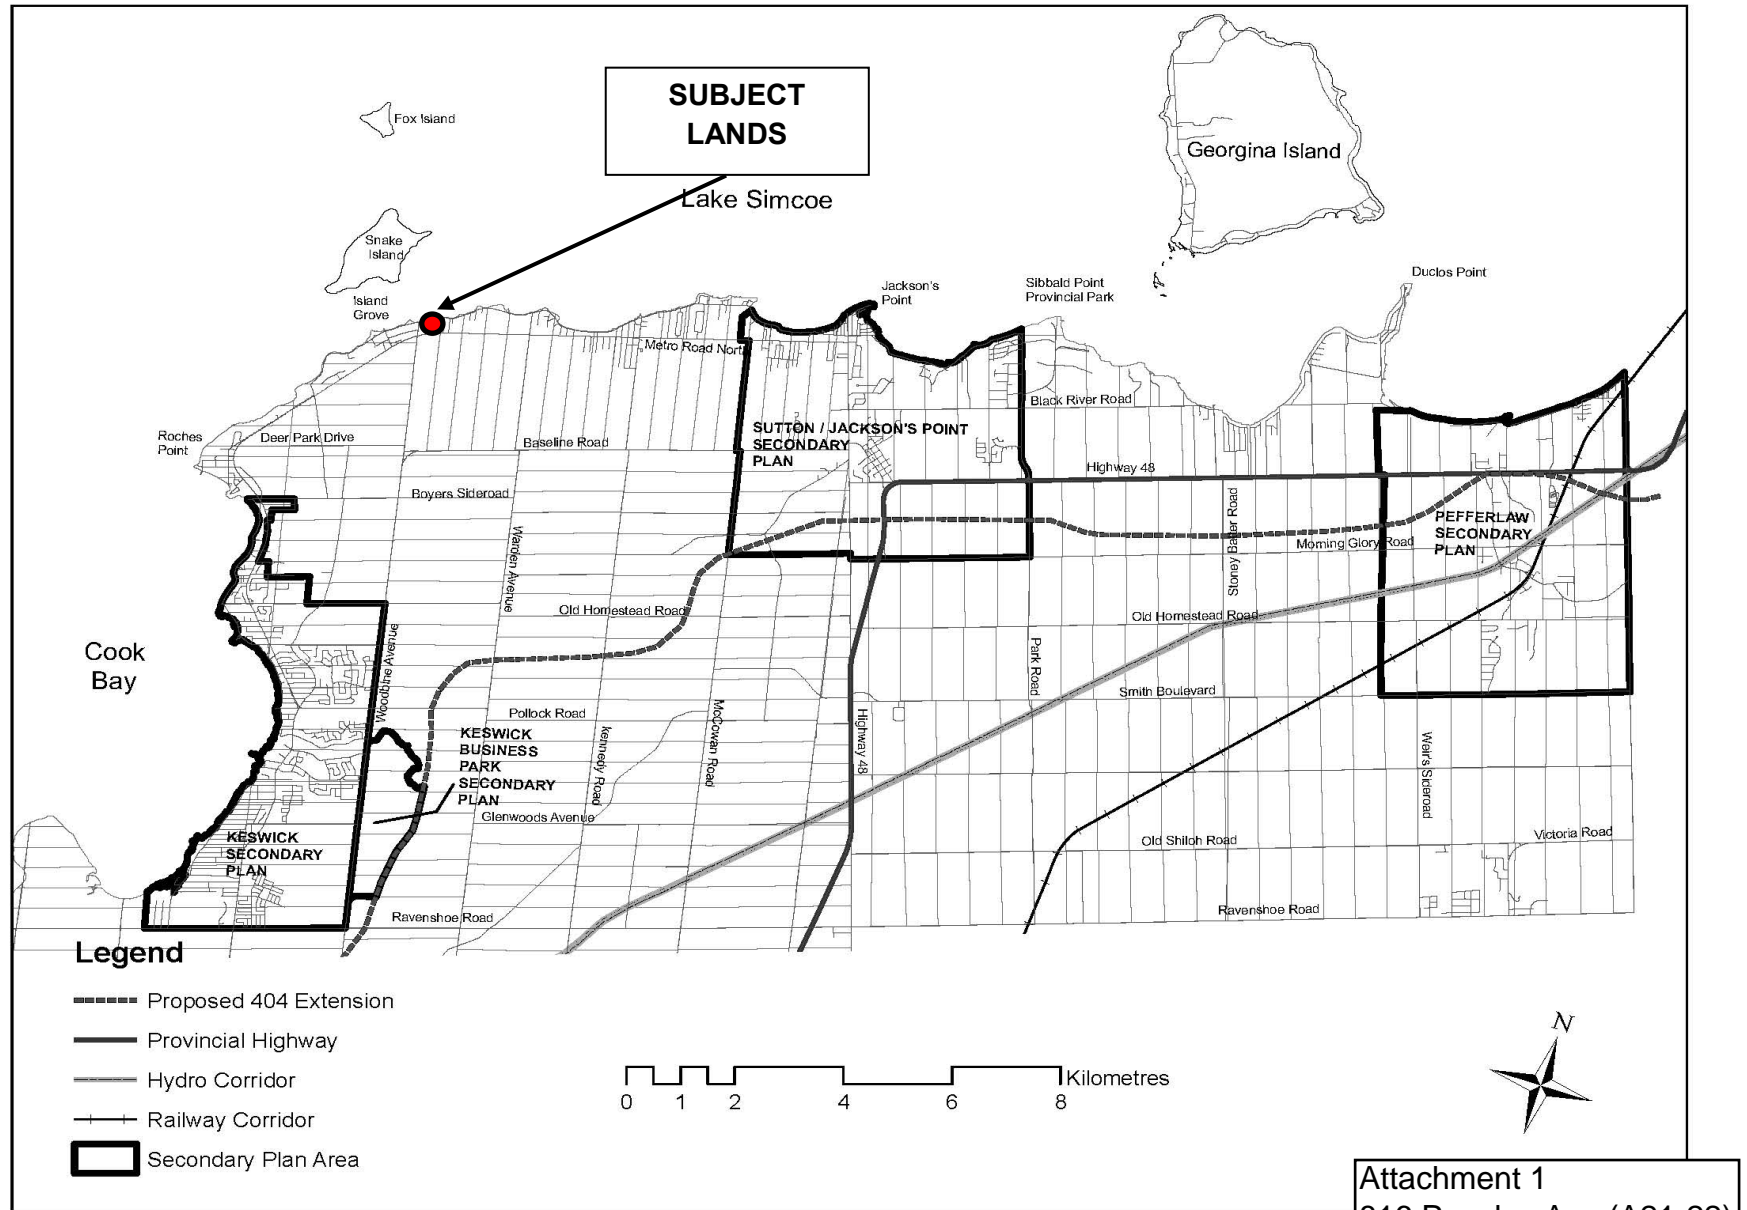 SUBJECT
LANDS
Fox Island
Georgina Island
Lake Simcoe
Snake
Island
Island
Grove
Jackson's
Point
Sibbald Point
Provincial Park
Duclos Point
Metro Road North
Black River Road
Roches
Point
Deer Park Drive
Baseline Road
SUTTON / JACKSON'S POINT
SECONDARY
PLAN
Highway 48
Boyers Sideroad
Warden Avenue
Stoney Batter Road
PEFFERLAW
SECONDARY
PLAN
Morning Glory Road
Old Homestead Road
Old Homestead Road
Cook
Bay
Woodbine Avenue
Park Road
Smith Boulevard
Pollock Road
McCowan Road
Highway 48
kennedy Road
Weir's Sideroad
KESWICK
BUSINESS
PARK
SECONDARY
PLAN
Glenwoods Avenue
KESWICK
SECONDARY
PLAN
Old Shiloh Road
Victoria Road
Ravenshoe Road
Ravenshoe Road
Legend
Proposed 404 Extension
Provincial Highway
Hydro Corridor
Railway Corridor
Secondary Plan Area
Kilometres
0 1 2 4 6 8
N
Attachment 1